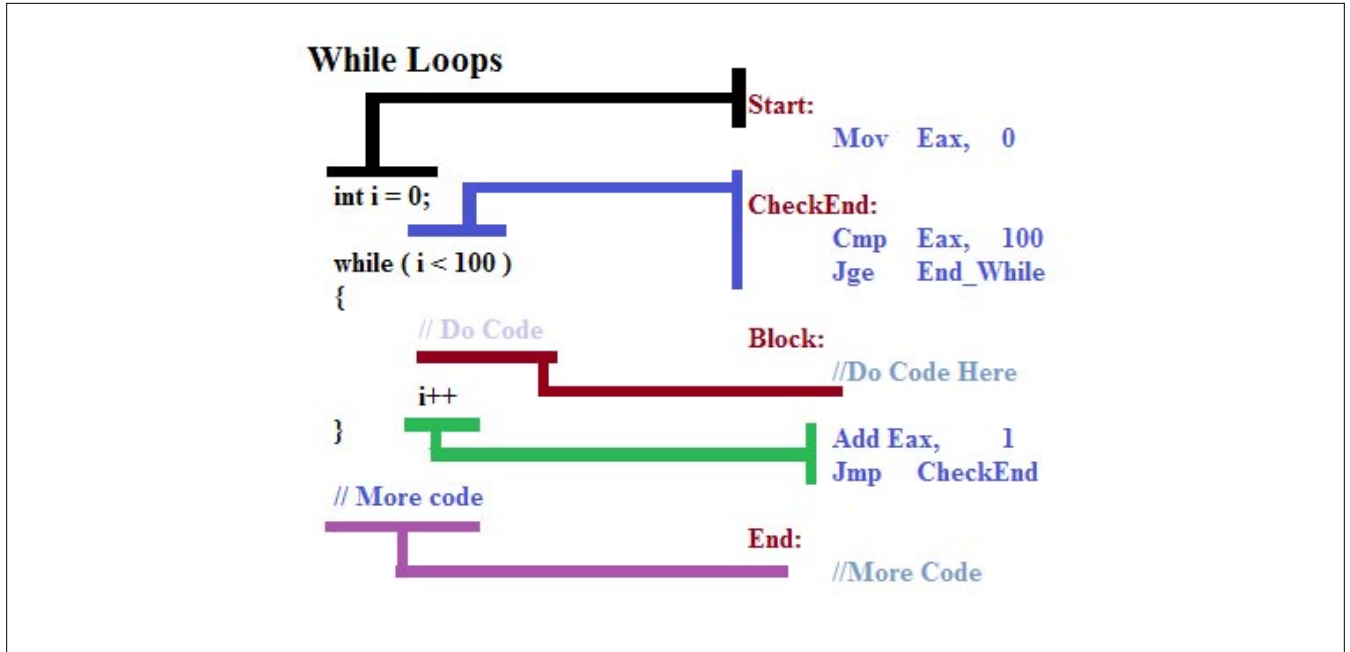 While Loops
int i = 0;
while ( i < 100 )
{
// Do Code
i++
}
// More code
Start:
Mov Eax, 0
CheckEnd:
Cmp Eax, 100
Jge End_While
Block:
//Do Code Here
Add Eax, 1
Jmp CheckEnd
End:
//More Code